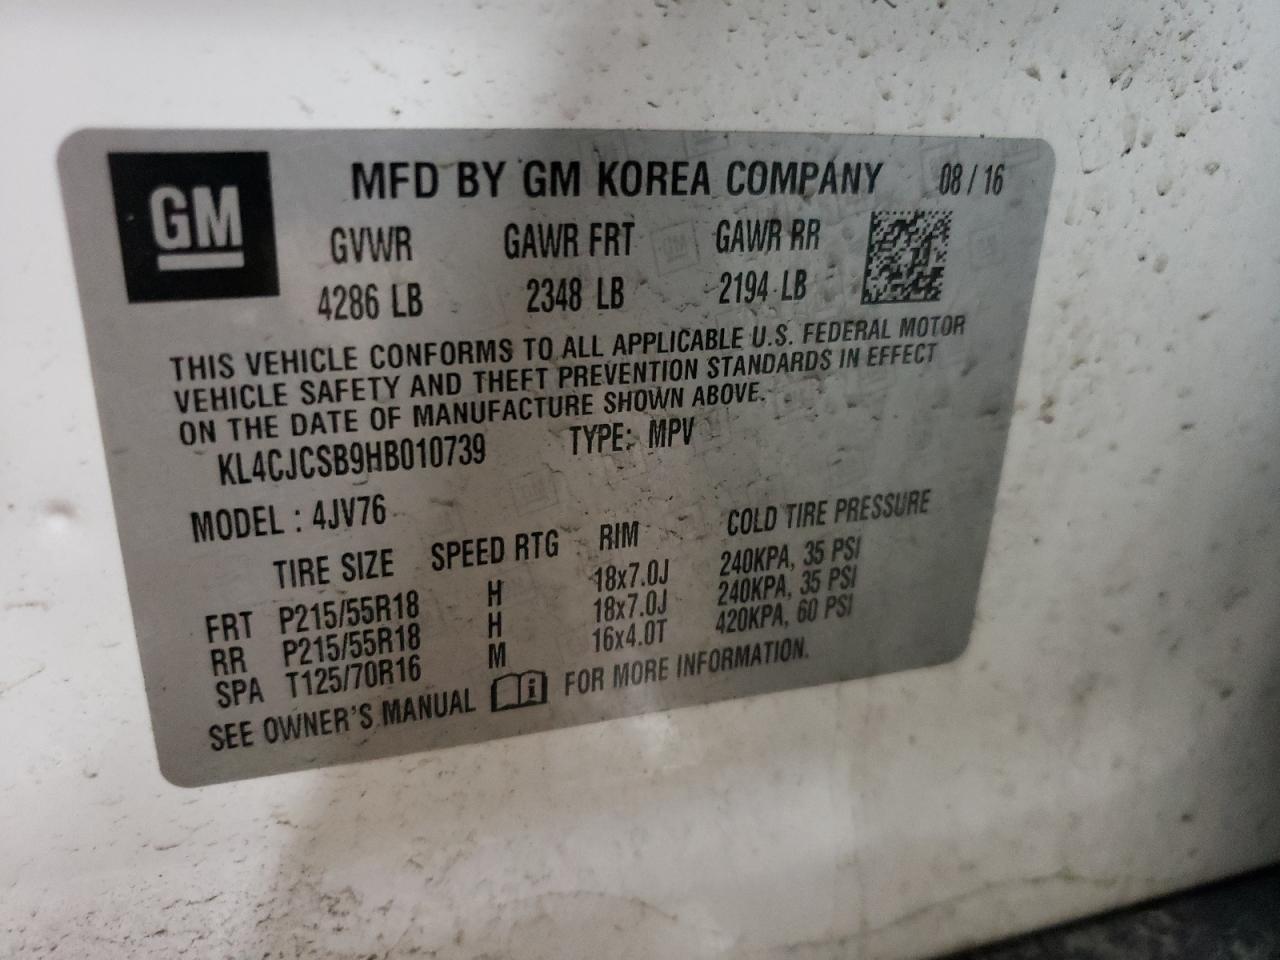 GM
MFD BY GM KOREA COMPANY 08 / 16
GVWR GAWR FRT GAWR RR
4286 LB 2348 LB 2194 LB
THIS VEHICLE CONFORMS TO ALL APPLICABLE U.S. FEDERAL MOTOR
VEHICLE SAFETY AND THEFT PREVENTION STANDARDS IN EFFECT
ON THE DATE OF MANUFACTURE SHOWN ABOVE.
KL4CJCSB9HB010739 TYPE: MPV
MODEL : 4JV76
TIRE SIZE SPEED RTG RIM COLD TIRE PRESSURE
FRT P215/55R18 H 18x7.0J 240KPA, 35 PSI
RR P215/55R18 H 18x7.0J 240KPA, 35 PSI
SPA T125/70R16 M 16x4.0T 420KPA, 60 PSI
SEE OWNER'S MANUAL i FOR MORE INFORMATION.